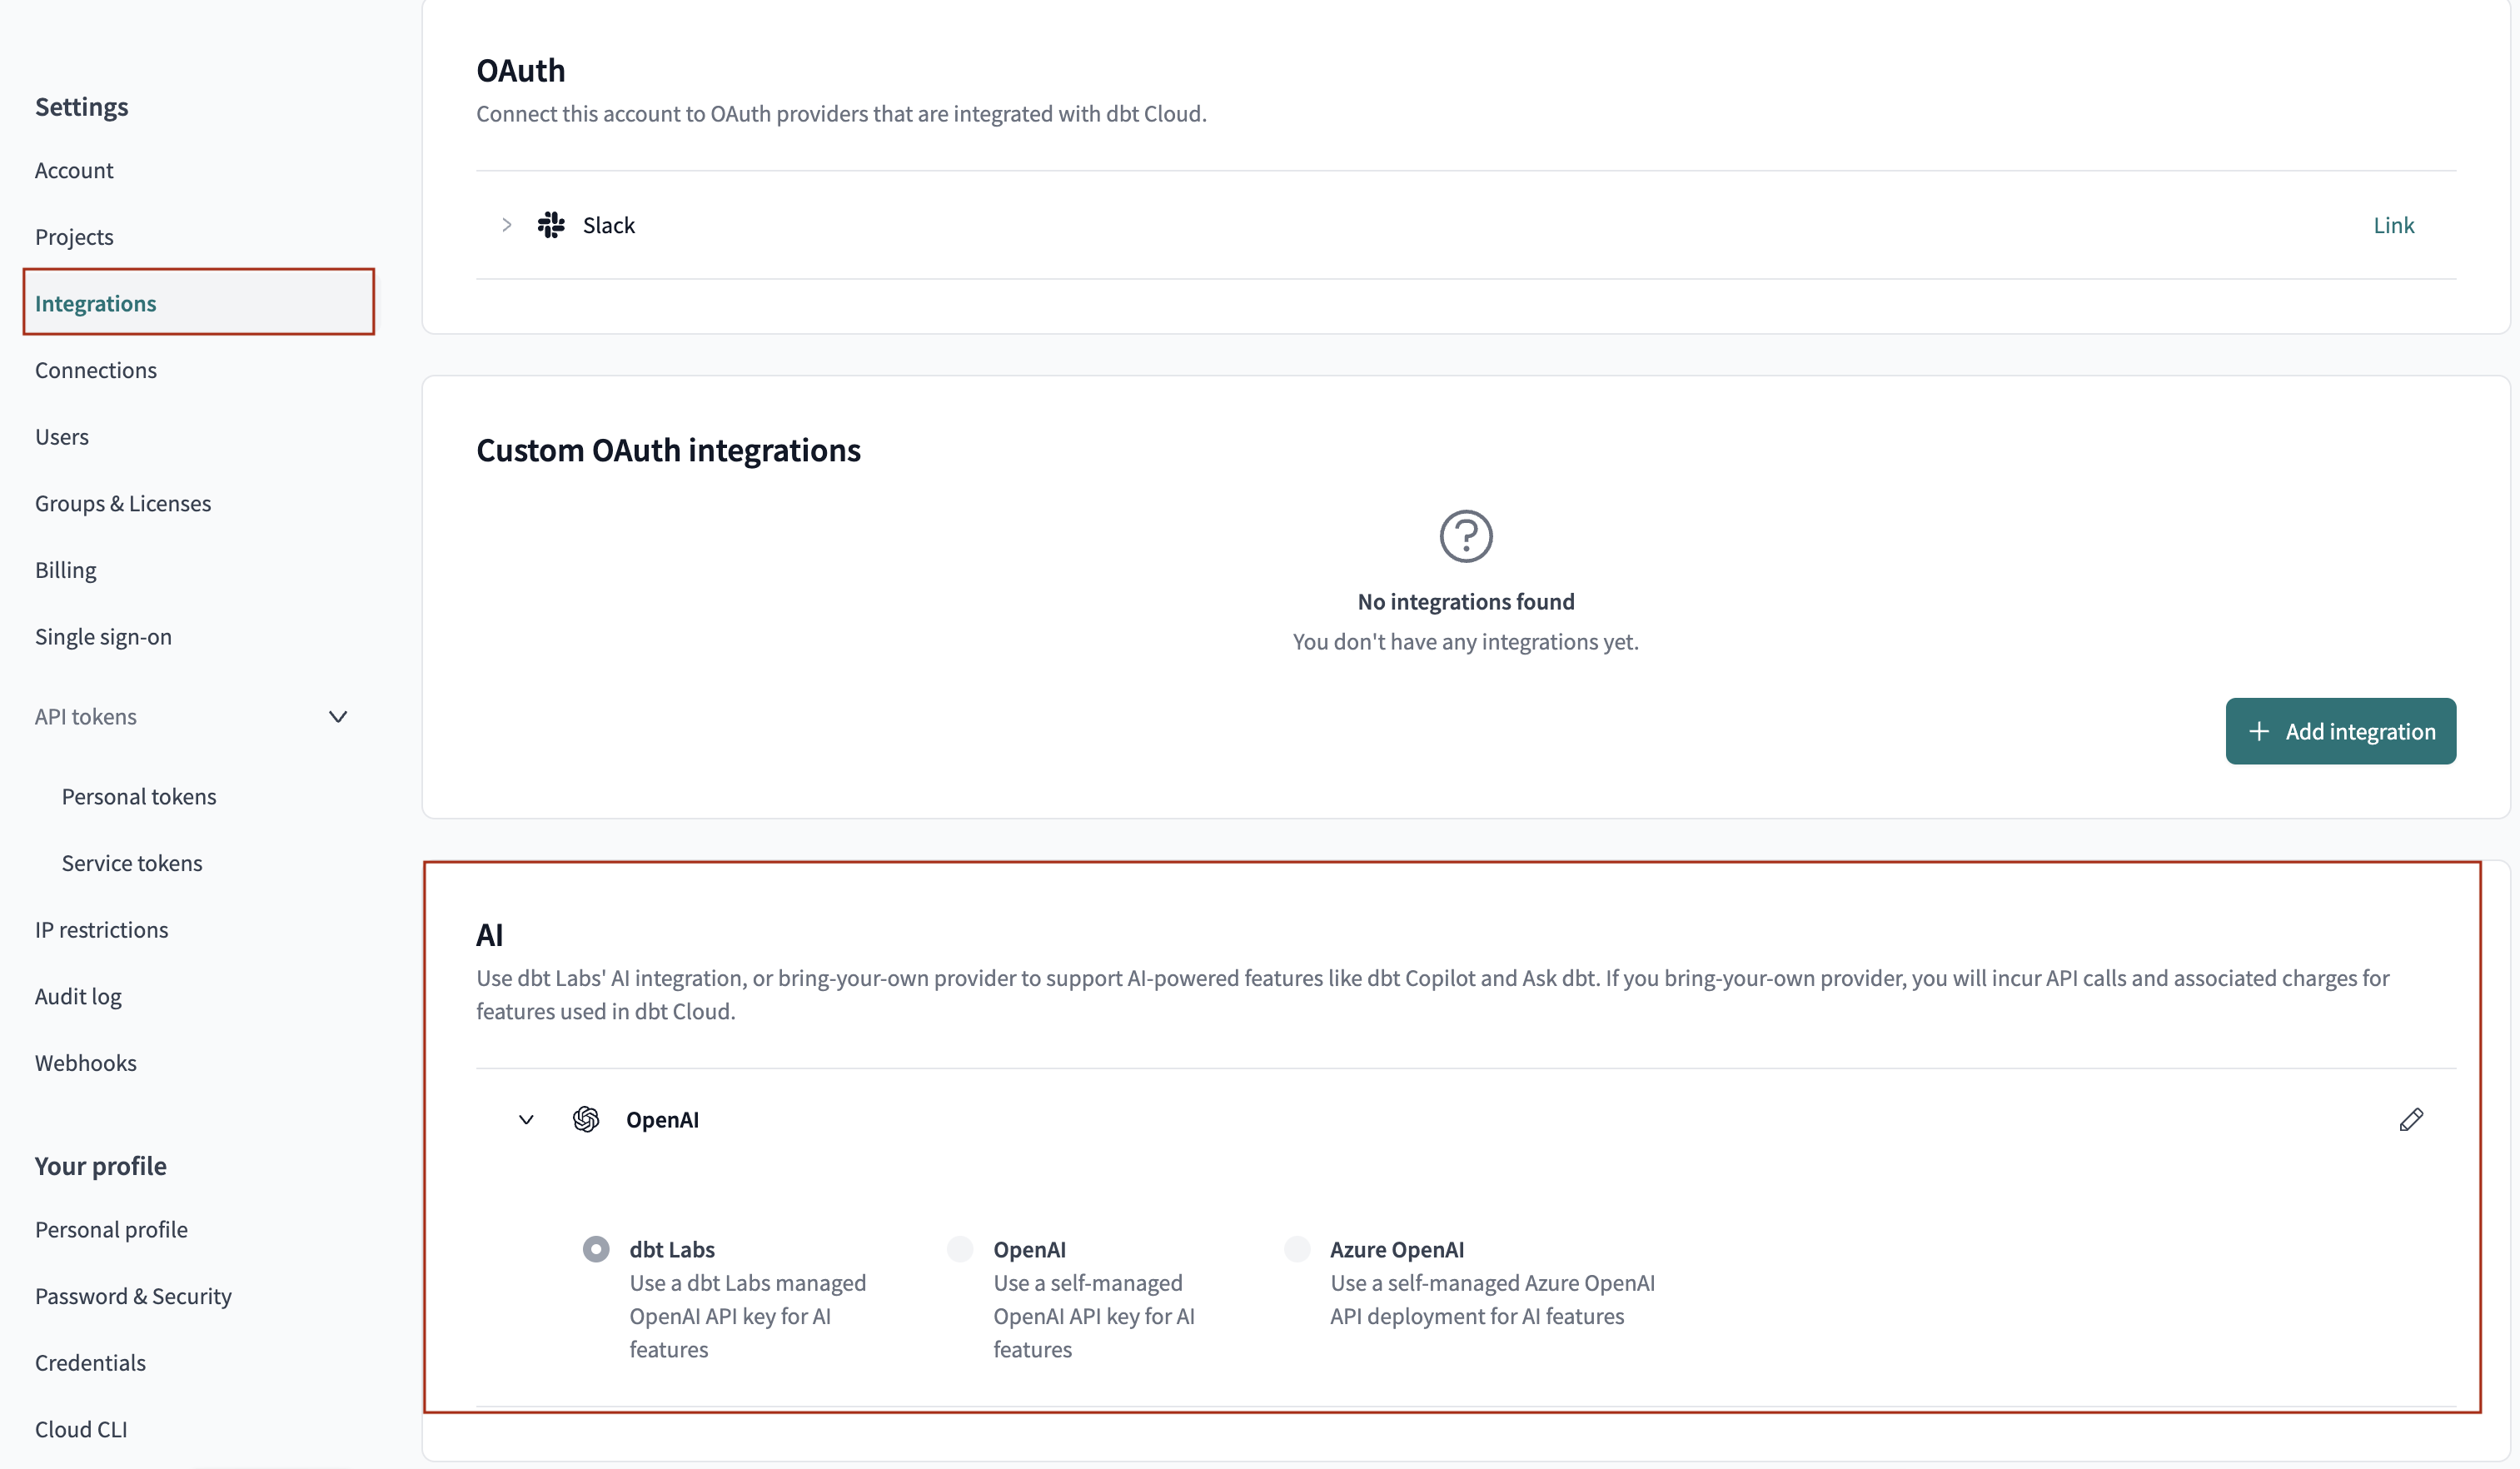 Settings
Account
Projects
Integrations
Connections
Users
Groups & Licenses
Billing
Single sign-on
API tokens
Personal tokens
Service tokens
IP restrictions
Audit log
Webhooks
Your profile
Personal profile
Password & Security
Credentials
Cloud CLI
OAuth
Connect this account to OAuth providers that are integrated with dbt Cloud.
Slack
Link
Custom OAuth integrations
No integrations found
You don't have any integrations yet.
Add integration
AI
Use dbt Labs' AI integration, or bring-your-own provider to support AI-powered features like dbt Copilot and Ask dbt. If you bring-your-own provider, you will incur API calls and associated charges for
features used in dbt Cloud.
OpenAI
dbt Labs
Use a dbt Labs managed
OpenAI API key for AI
features
OpenAI
Use a self-managed
OpenAI API key for AI
features
Azure OpenAI
Use a self-managed Azure OpenAI
API deployment for AI features